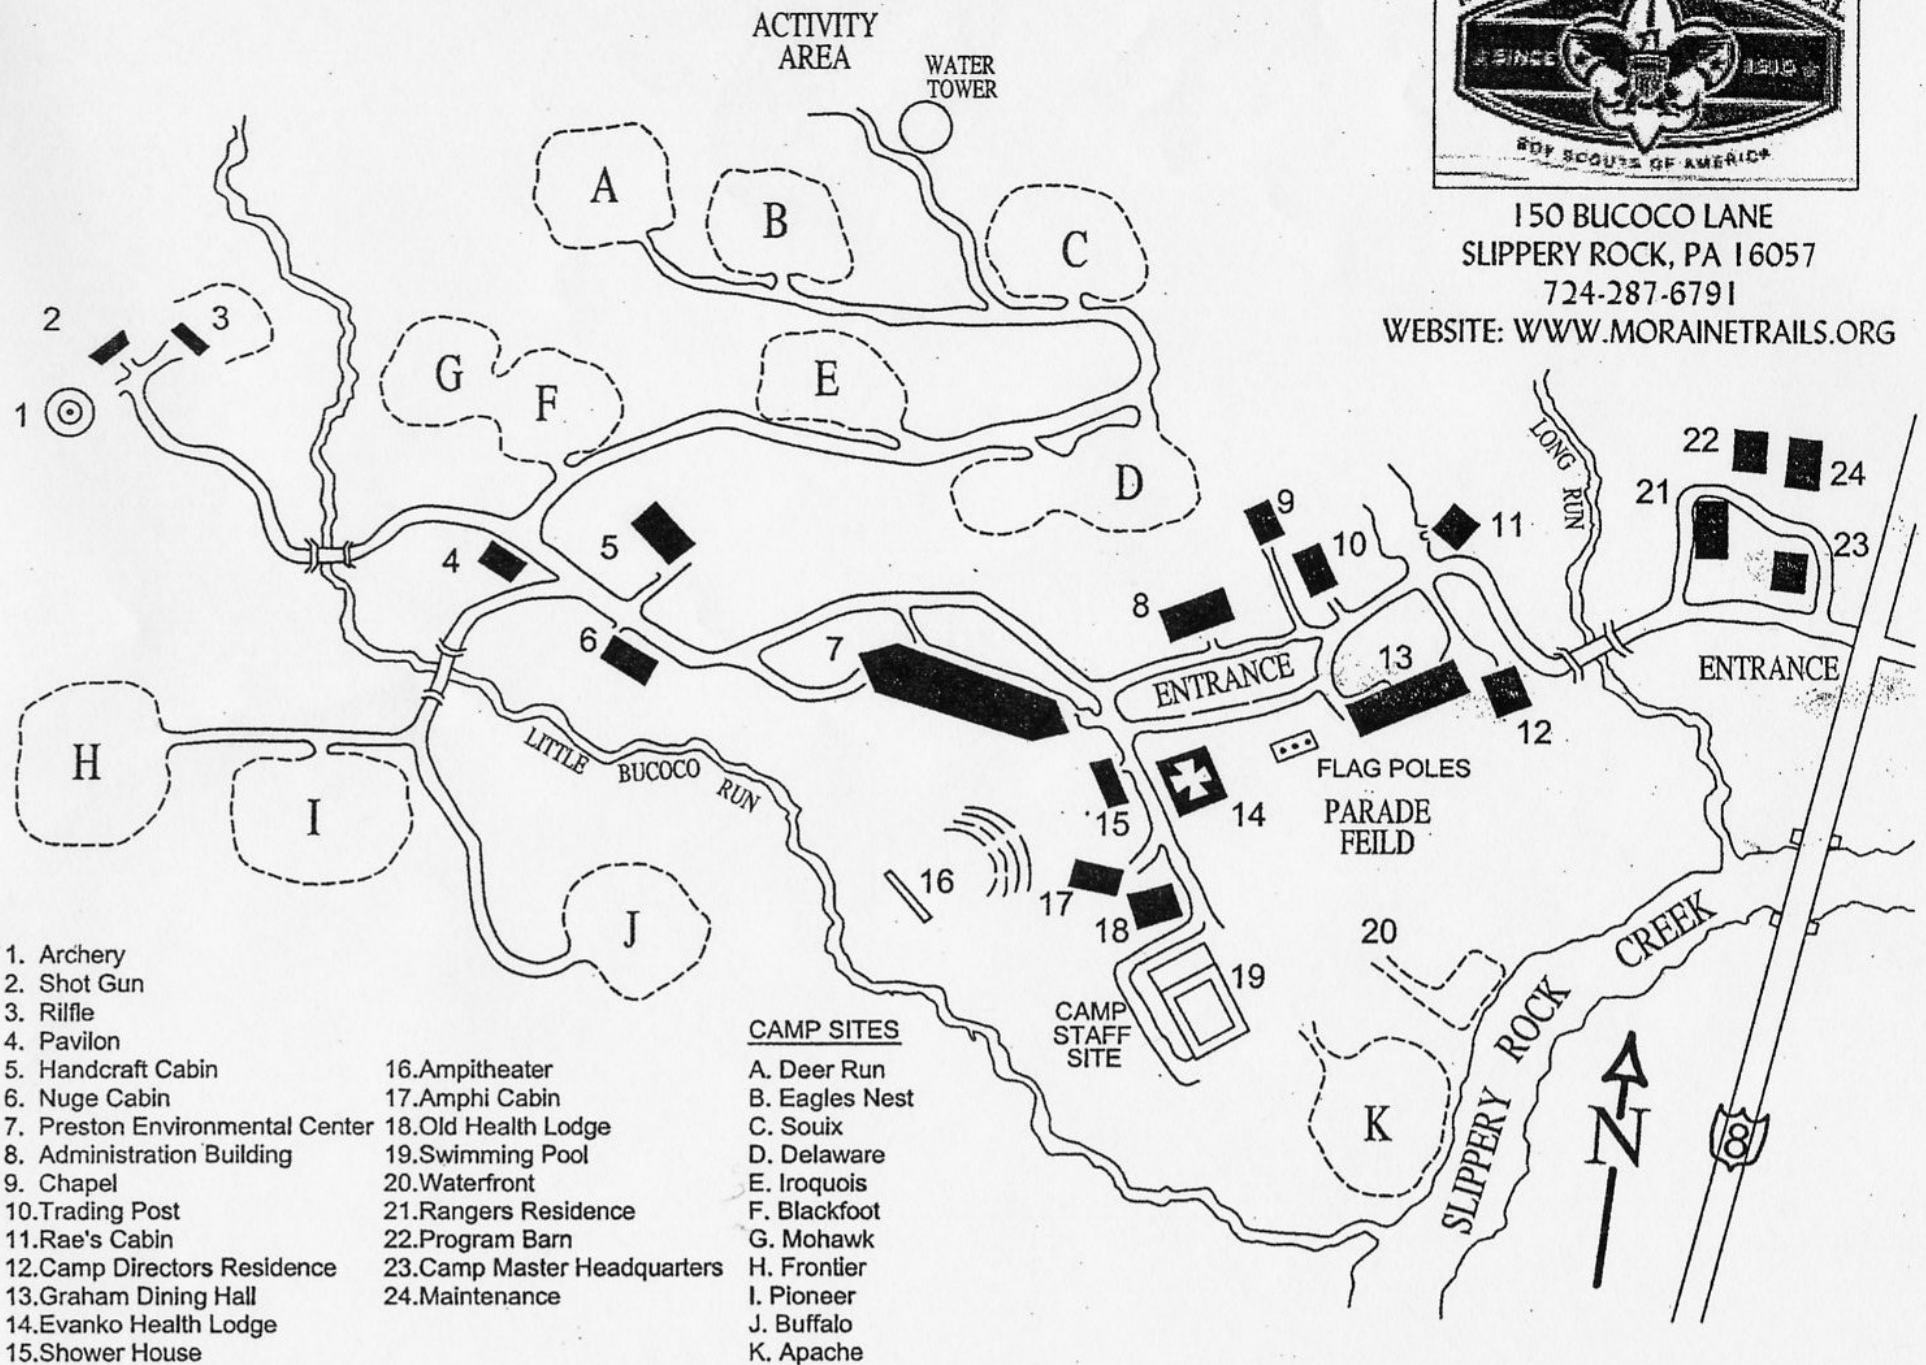 ACTIVITY
AREA
WATER
TOWER
SINCE 1910
BOY SCOUTS OF AMERICA
150 BUCOCO LANE
SLIPPERY ROCK, PA 16057
724-287-6791
WEBSITE: WWW.MORAINETRAILS.ORG
A
B
C
2
3
1
G
F
E
D
LONG
RUN
22
24
21
23
9
10
11
4
5
8
6
7
ENTRANCE
13
ENTRANCE
12
H
I
LITTLE BUCOCO RUN
FLAG POLES
PARADE
FEILD
15
14
16
17
18
J
20
19
CAMP
STAFF
SITE
SLIPPERY ROCK CREEK
K
N
8
1. Archery
2. Shot Gun
3. Rilfle
4. Pavilon
5. Handcraft Cabin
6. Nuge Cabin
7. Preston Environmental Center
8. Administration Building
9. Chapel
10.Trading Post
11.Rae's Cabin
12.Camp Directors Residence
13.Graham Dining Hall
14.Evanko Health Lodge
15.Shower House
16.Ampitheater
17.Amphi Cabin
18.Old Health Lodge
19.Swimming Pool
20.Waterfront
21.Rangers Residence
22.Program Barn
23.Camp Master Headquarters
24.Maintenance
CAMP SITES
A. Deer Run
B. Eagles Nest
C. Souix
D. Delaware
E. Iroquois
F. Blackfoot
G. Mohawk
H. Frontier
I. Pioneer
J. Buffalo
K. Apache